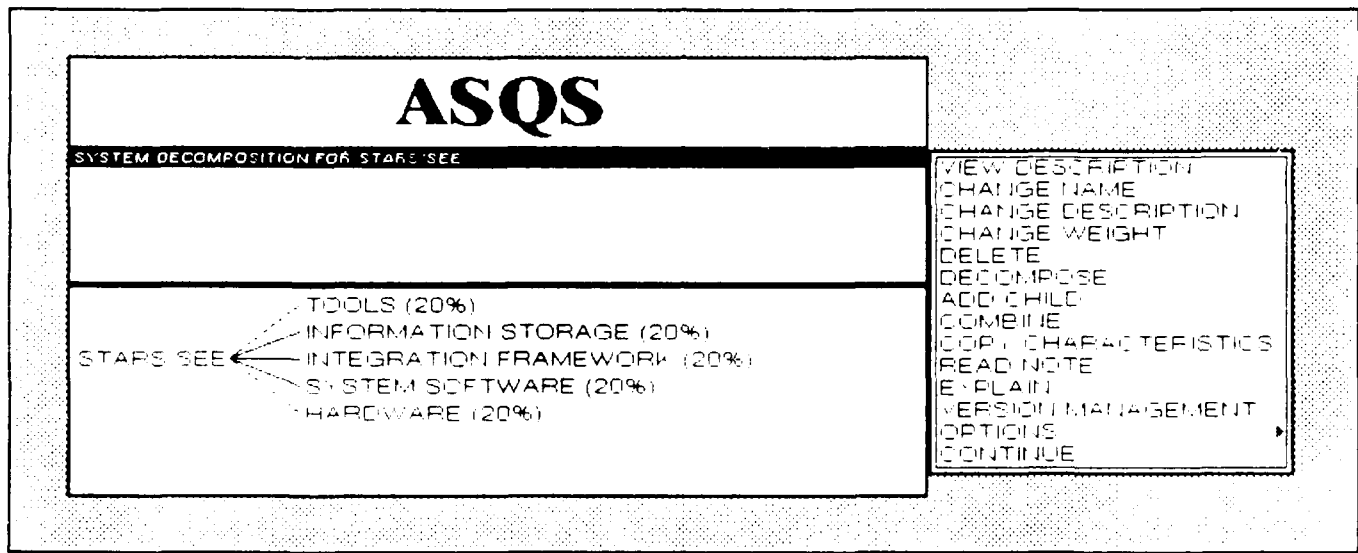 ASQS
SYSTEM DECOMPOSITION FOR STARS SEE
VIEW DESCRIPTION
CHANGE NAME
CHANGE DESCRIPTION
CHANGE WEIGHT
DELETE
DECOMPOSE
ADD CHILD
COMBINE
COPY CHARACTERISTICS
READ NOTE
EXPLAIN
VERSION MANAGEMENT
OPTIONS
CONTINUE
TOOLS (20%)
INFORMATION STORAGE (20%)
STARS SEE INTEGRATION FRAMEWORK (20%)
SYSTEM SOFTWARE (20%)
HARDWARE (20%)